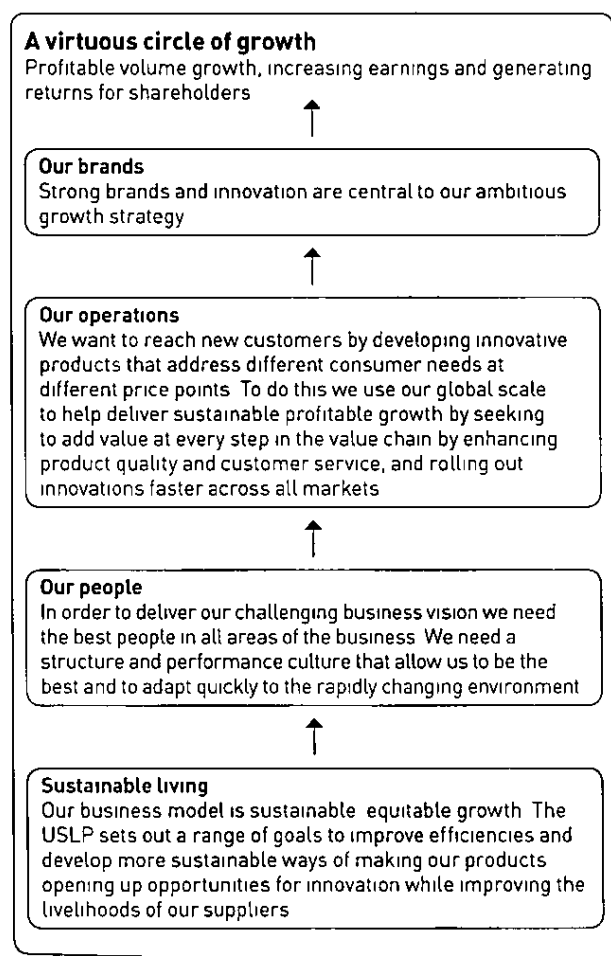 A virtuous circle of growth
Profitable volume growth, increasing earnings and generating
returns for shareholders
Our brands
Strong brands and innovation are central to our ambitious
growth strategy
Our operations
We want to reach new customers by developing innovative
products that address different consumer needs at
different price points To do this we use our global scale
to help deliver sustainable profitable growth by seeking
to add value at every step in the value chain by enhancing
product quality and customer service, and rolling out
innovations faster across all markets
Our people
In order to deliver our challenging business vision we need
the best people in all areas of the business We need a
structure and performance culture that allow us to be the
best and to adapt quickly to the rapidly changing environment
Sustainable living
Our business model is sustainable equitable growth The
USLP sets out a range of goals to improve efficiencies and
develop more sustainable ways of making our products
opening up opportunities for innovation while improving the
livelihoods of our suppliers